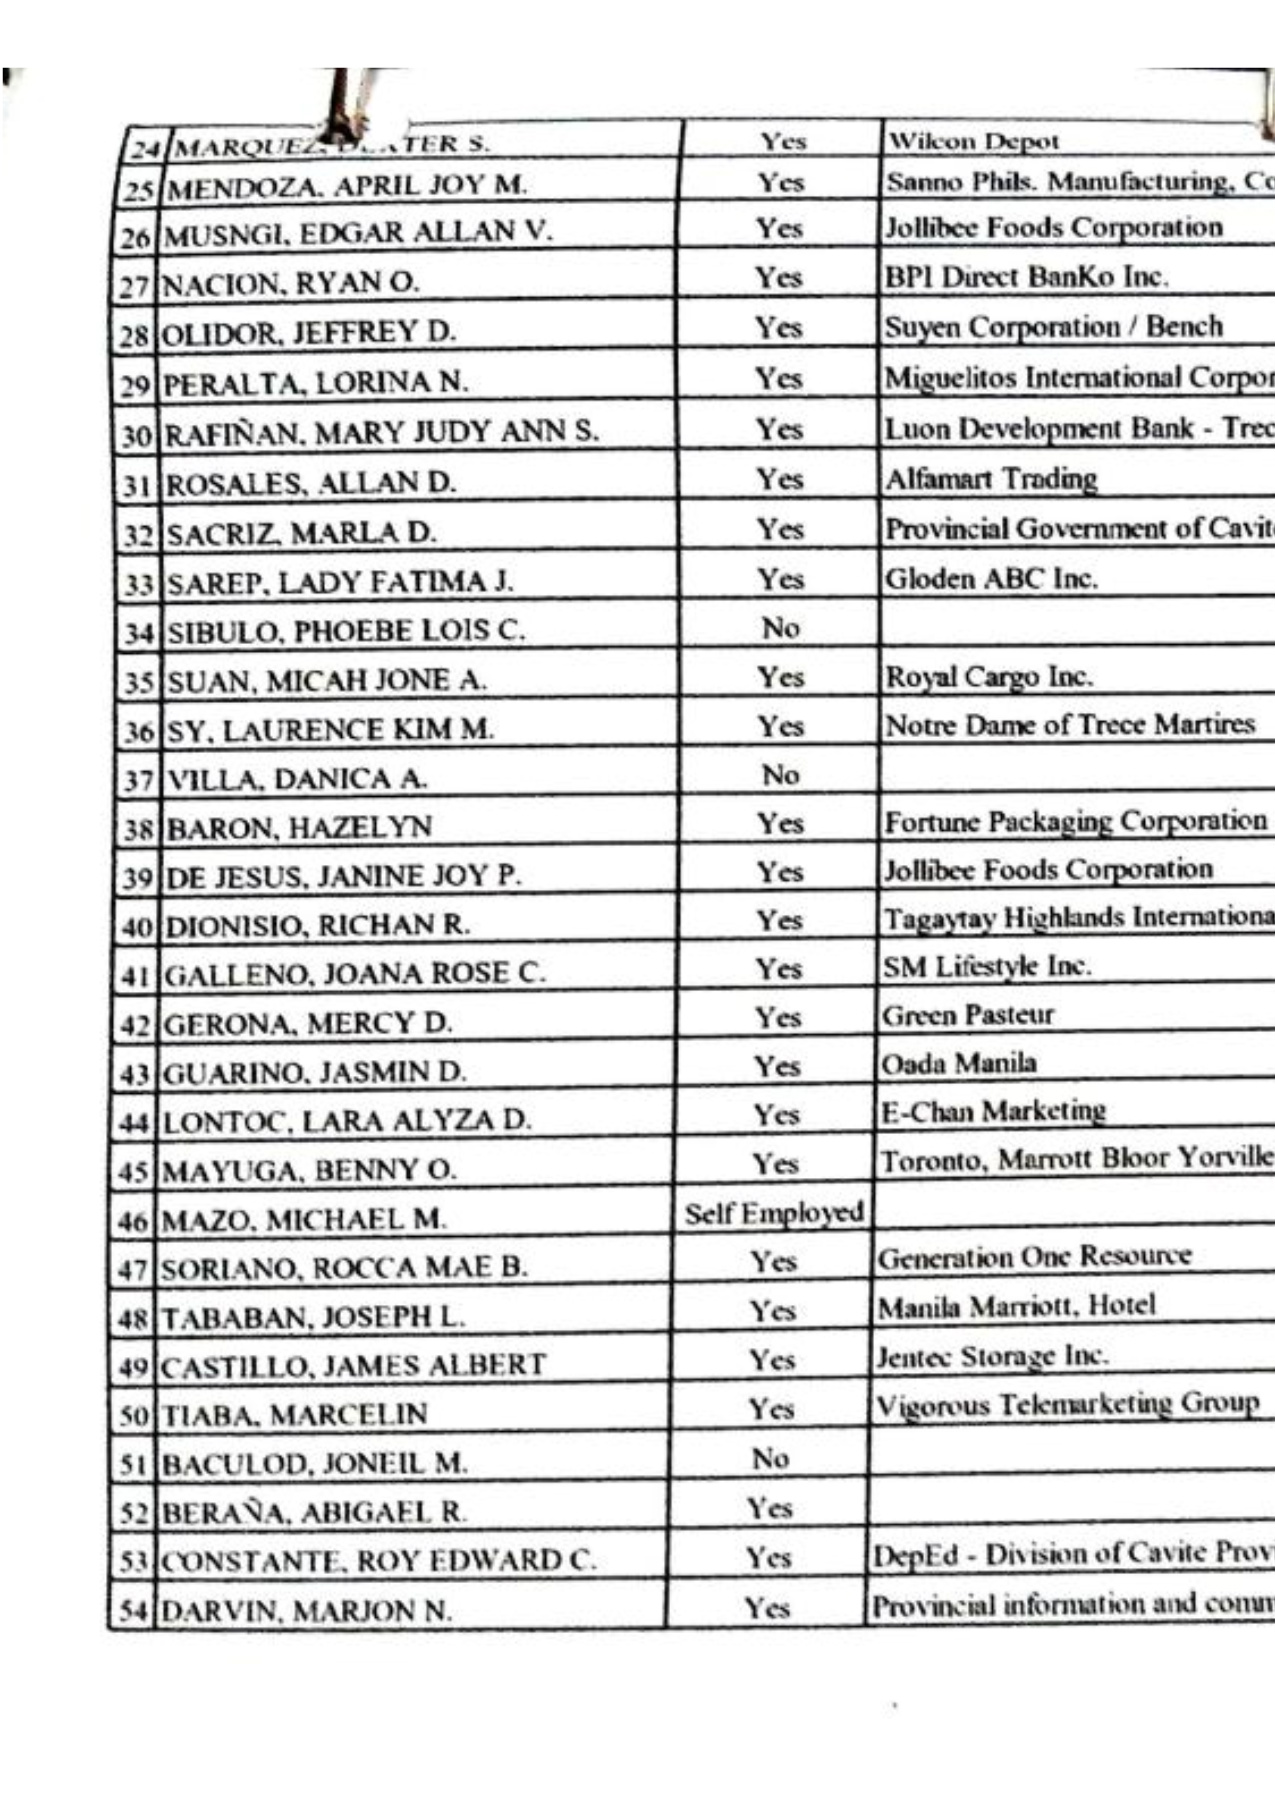 24 MARQUEZ, TER S. Yes Wilcon Depot
25 MENDOZA, APRIL JOY M. Yes Sanno Phils. Manufacturing, Co
26 MUSNGI, EDGAR ALLAN V. Yes Jollibee Foods Corporation
27 NACION, RYAN O. Yes BPI Direct BanKo Inc.
28 OLIDOR, JEFFREY D. Yes Suyen Corporation / Bench
29 PERALTA, LORINA N. Yes Miguelitos International Corpor
30 RAFIÑAN, MARY JUDY ANN S. Yes Luon Development Bank - Trec
31 ROSALES, ALLAN D. Yes Alfamart Trading
32 SACRIZ, MARLA D. Yes Provincial Government of Cavite
33 SAREP, LADY FATIMA J. Yes Gloden ABC Inc.
34 SIBULO, PHOEBE LOIS C. No
35 SUAN, MICAH JONE A. Yes Royal Cargo Inc.
36 SY, LAURENCE KIM M. Yes Notre Dame of Trece Martires
37 VILLA, DANICA A. No
38 BARON, HAZELYN Yes Fortune Packaging Corporation
39 DE JESUS, JANINE JOY P. Yes Jollibee Foods Corporation
40 DIONISIO, RICHAN R. Yes Tagaytay Highlands Internationa
41 GALLENO, JOANA ROSE C. Yes SM Lifestyle Inc.
42 GERONA, MERCY D. Yes Green Pasteur
43 GUARINO, JASMIN D. Yes Oada Manila
44 LONTOC, LARA ALYZA D. Yes E-Chan Marketing
45 MAYUGA, BENNY O. Yes Toronto, Marrott Bloor Yorville
46 MAZO, MICHAEL M. Self Employed
47 SORIANO, ROCCA MAE B. Yes Generation One Resource
48 TABABAN, JOSEPH L. Yes Manila Marriott, Hotel
49 CASTILLO, JAMES ALBERT Yes Jentec Storage Inc.
50 TIABA, MARCELIN Yes Vigorous Telemarketing Group
51 BACULOD, JONEIL M. No
52 BERAÑA, ABIGAEL R. Yes
53 CONSTANTE, ROY EDWARD C. Yes DepEd - Division of Cavite Prov
54 DARVIN, MARJON N. Yes Provincial information and comm